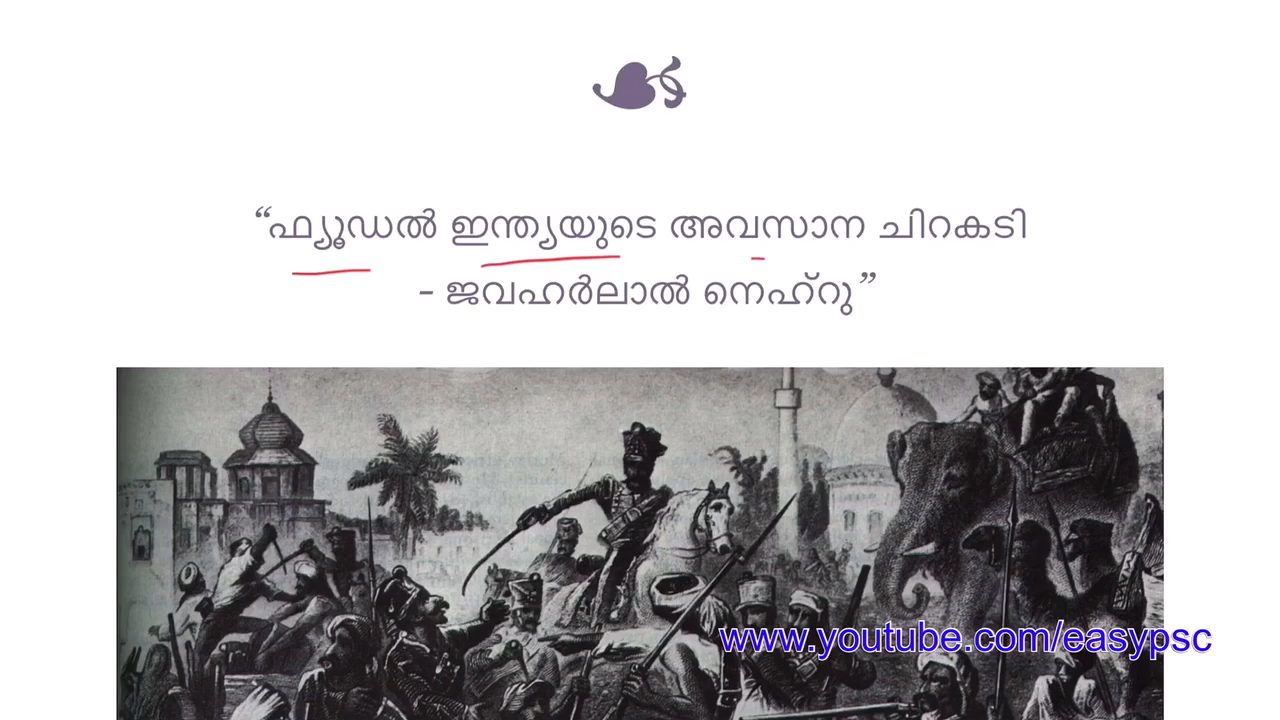 “ഫ്യൂഡൽ ഇന്ത്യയുടെ അവസാന ചിറകടി
- ജവഹർലാൽ നെഹ്റു”
www.youtube.com/easypsc